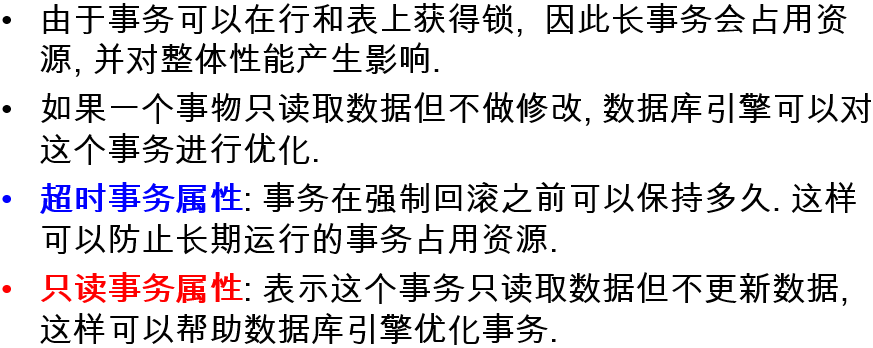 • 由于事务可以在行和表上获得锁, 因此长事务会占用资
源, 并对整体性能产生影响.
• 如果一个事物只读取数据但不做修改, 数据库引擎可以对
这个事务进行优化.
• 超时事务属性: 事务在强制回滚之前可以保持多久. 这样
可以防止长期运行的事务占用资源.
• 只读事务属性: 表示这个事务只读取数据但不更新数据,
这样可以帮助数据库引擎优化事务.